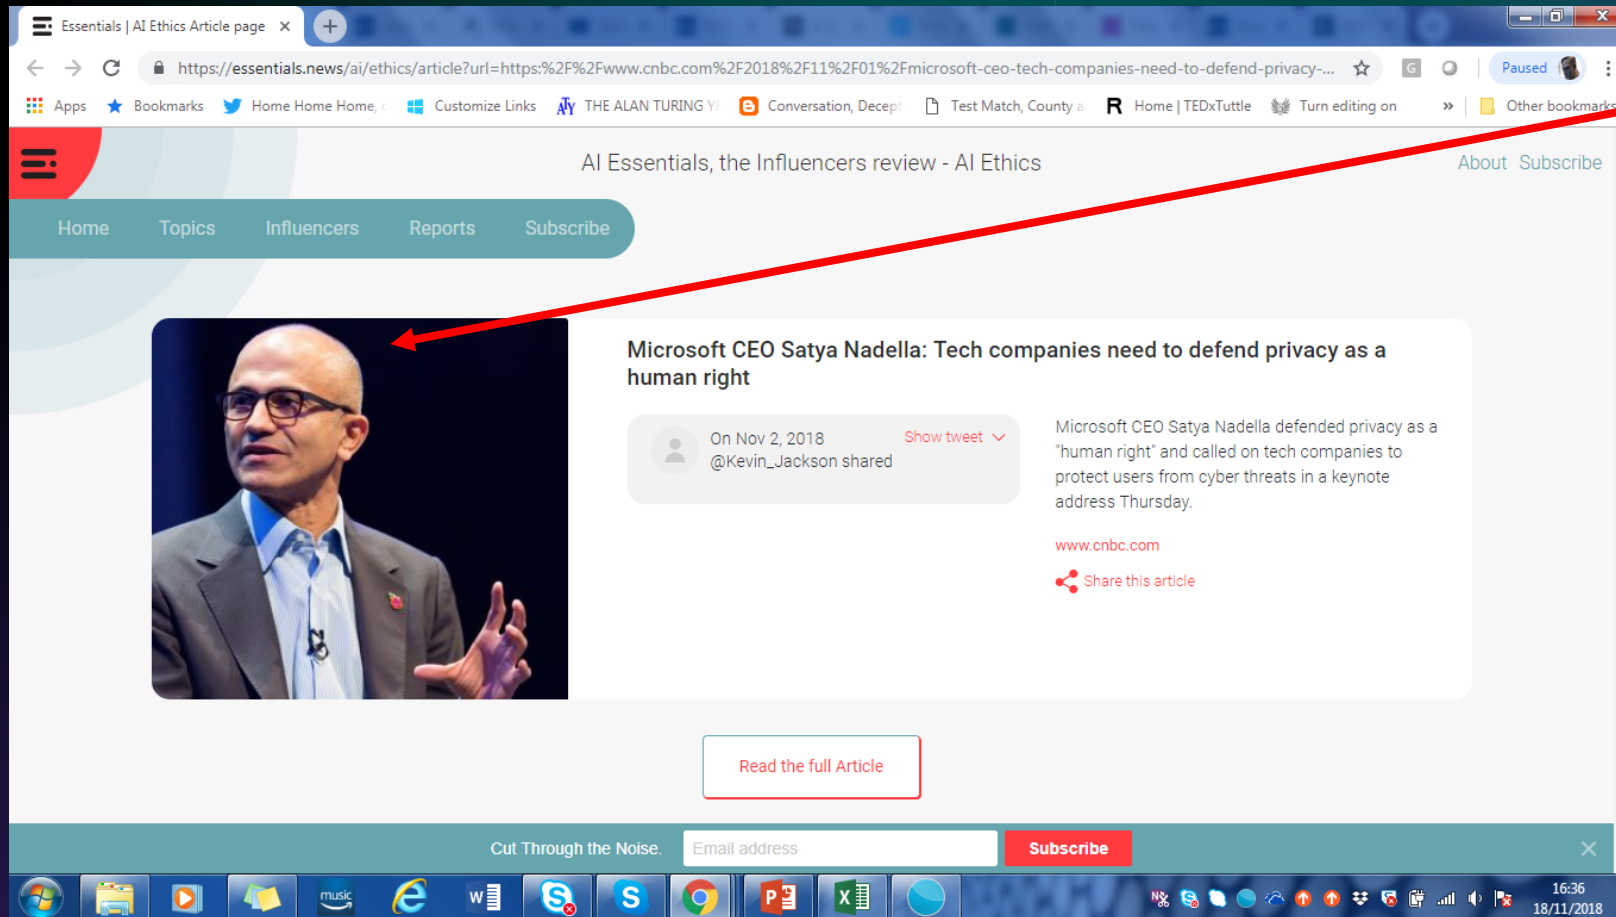 Essentials | AI Ethics Article page
https://essentials.news/ai/ethics/article?url=https:%2F%2Fwww.cnbc.com%2F2018%2F11%2F01%2Fmicrosoft-ceo-tech-companies-need-to-defend-privacy-...
G
Paused
Apps
Bookmarks
Home Home Home,
Customize Links
ATY THE ALAN TURING
Conversation, Decept
Test Match, County a
R Home | TEDxTuttle
Turn editing on
»
Other bookmarks
AI Essentials, the Influencers review - AI Ethics
About Subscribe
Home Topics Influencers Reports Subscribe
Microsoft CEO Satya Nadella: Tech companies need to defend privacy as a
human right
On Nov 2, 2018
@Kevin_Jackson shared
Show tweet
Microsoft CEO Satya Nadella defended privacy as a
"human right" and called on tech companies to
protect users from cyber threats in a keynote
address Thursday.
www.cnbc.com
Share this article
Read the full Article
Cut Through the Noise. Email address Subscribe
music
16:36
18/11/2018